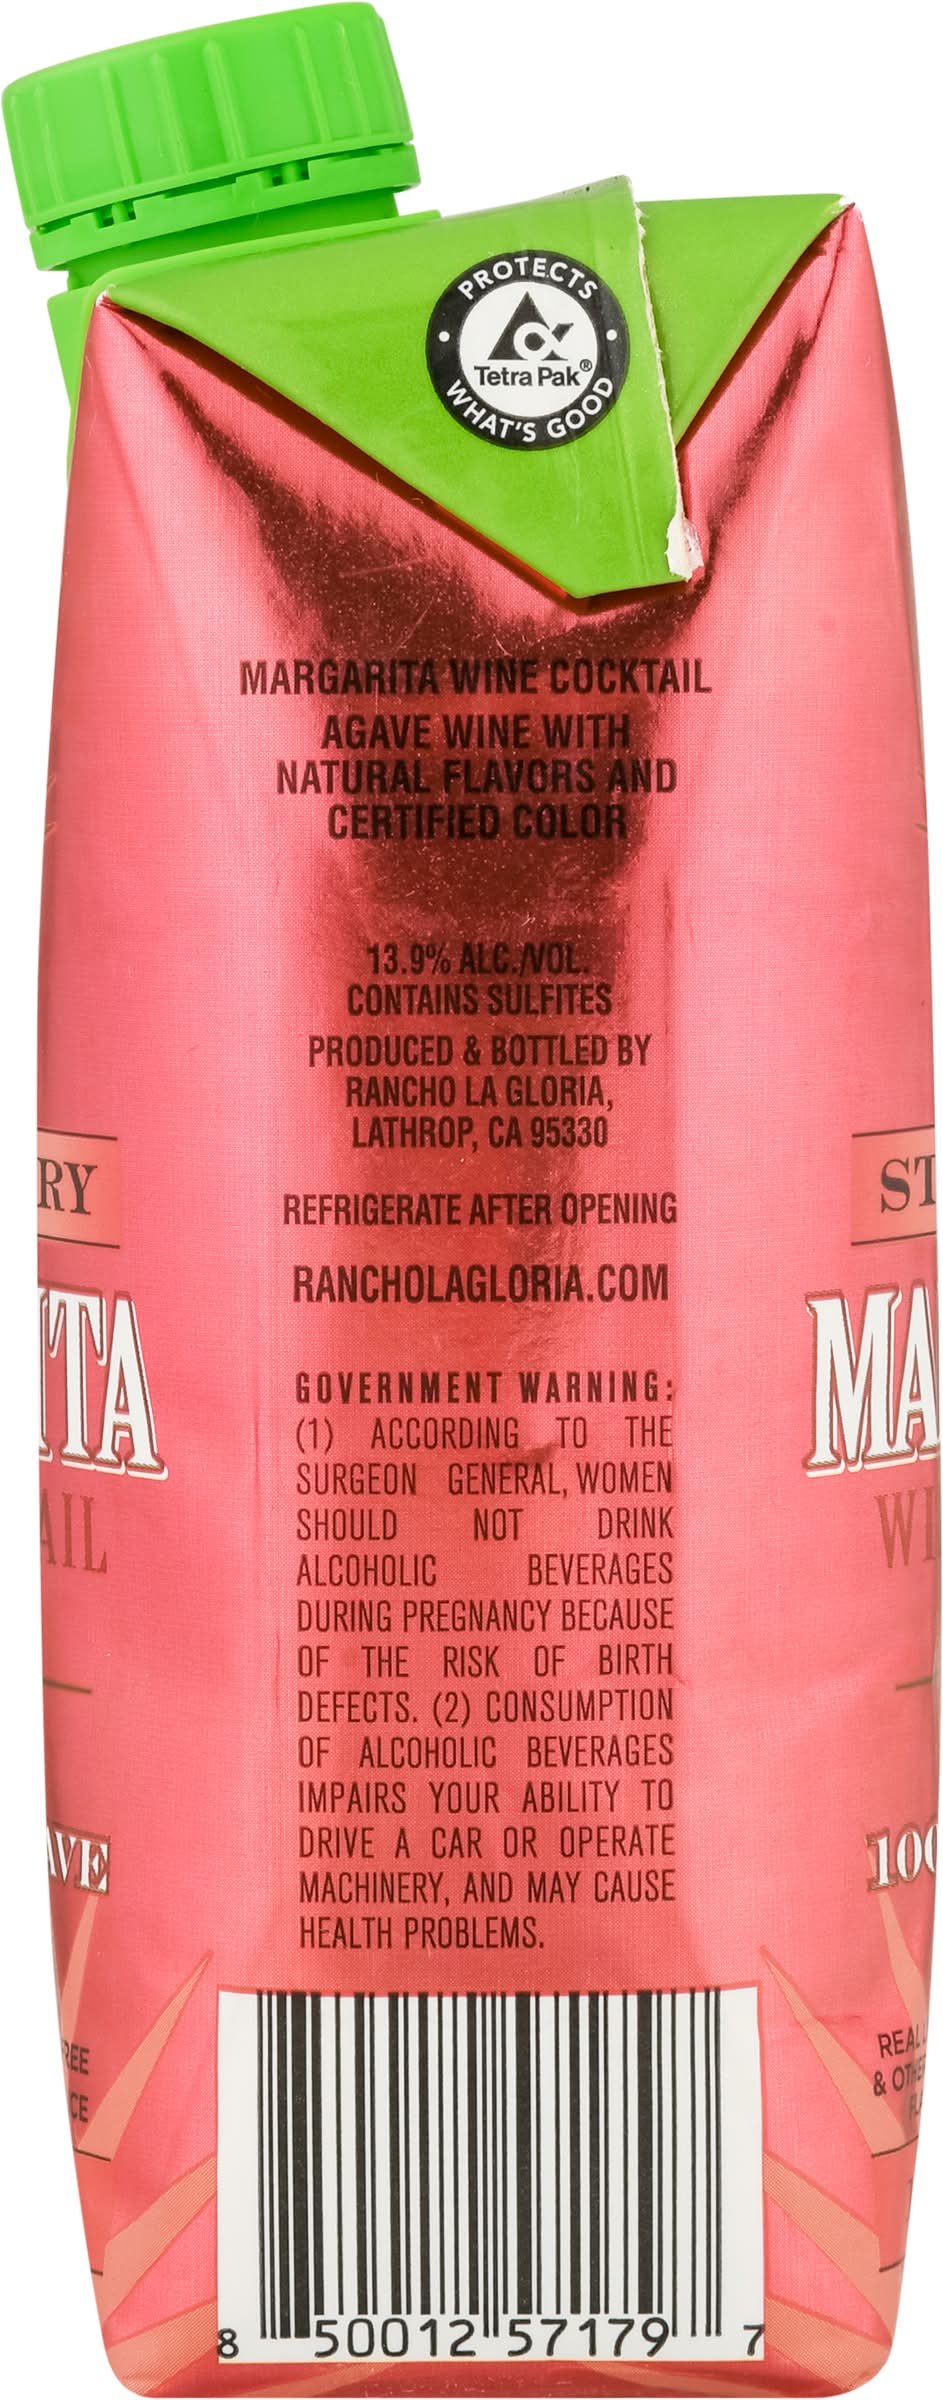 PROTECTS
Tetra Pak®
WHAT'S GOOD
MARGARITA WINE COCKTAIL
AGAVE WINE WITH
NATURAL FLAVORS AND
CERTIFIED COLOR
13.9% ALC./VOL.
CONTAINS SULFITES
PRODUCED & BOTTLED BY
RANCHO LA GLORIA,
LATHROP, CA 95330
REFRIGERATE AFTER OPENING
RANCHOLAGLORIA.COM
GOVERNMENT WARNING:
(1) ACCORDING TO THE
SURGEON GENERAL, WOMEN
SHOULD NOT DRINK
ALCOHOLIC BEVERAGES
DURING PREGNANCY BECAUSE
OF THE RISK OF BIRTH
DEFECTS. (2) CONSUMPTION
OF ALCOHOLIC BEVERAGES
IMPAIRS YOUR ABILITY TO
DRIVE A CAR OR OPERATE
MACHINERY, AND MAY CAUSE
HEALTH PROBLEMS.
8 50012 57179 7
REAL
&